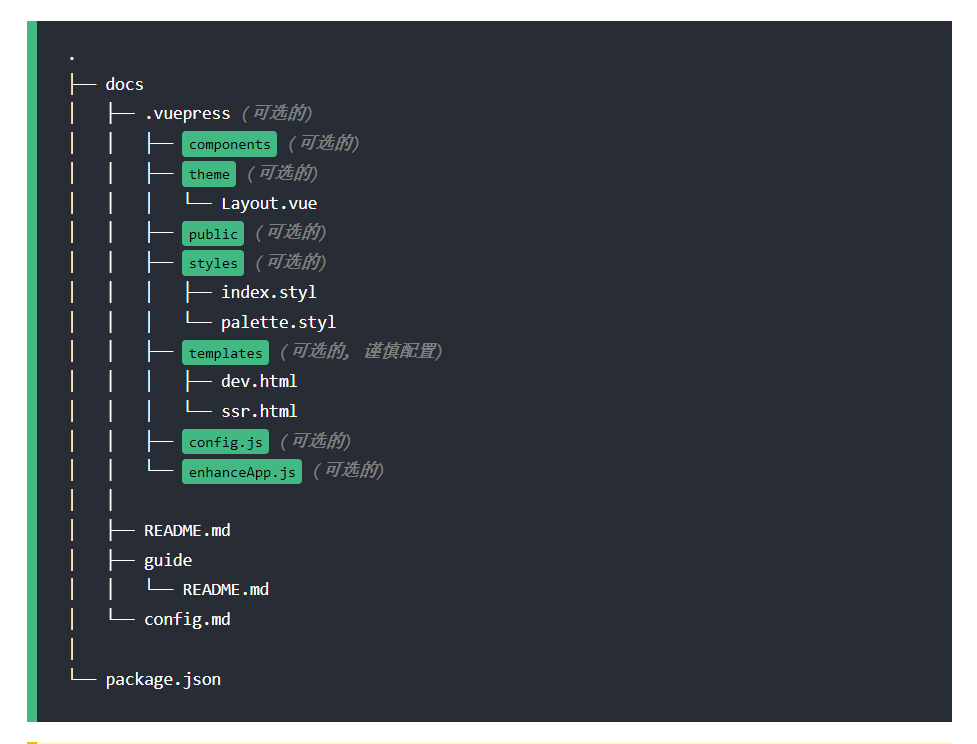 .
├── docs
│   ├── .vuepress (可选的)
│   │   ├── components (可选的)
│   │   ├── theme (可选的)
│   │   │   └── Layout.vue
│   │   ├── public (可选的)
│   │   ├── styles (可选的)
│   │   │   ├── index.styl
│   │   │   └── palette.styl
│   │   ├── templates (可选的, 谨慎配置)
│   │   │   ├── dev.html
│   │   │   └── ssr.html
│   │   ├── config.js (可选的)
│   │   └── enhanceApp.js (可选的)
│   │
│   ├── README.md
│   ├── guide
│   │   └── README.md
│   └── config.md
│
└── package.json